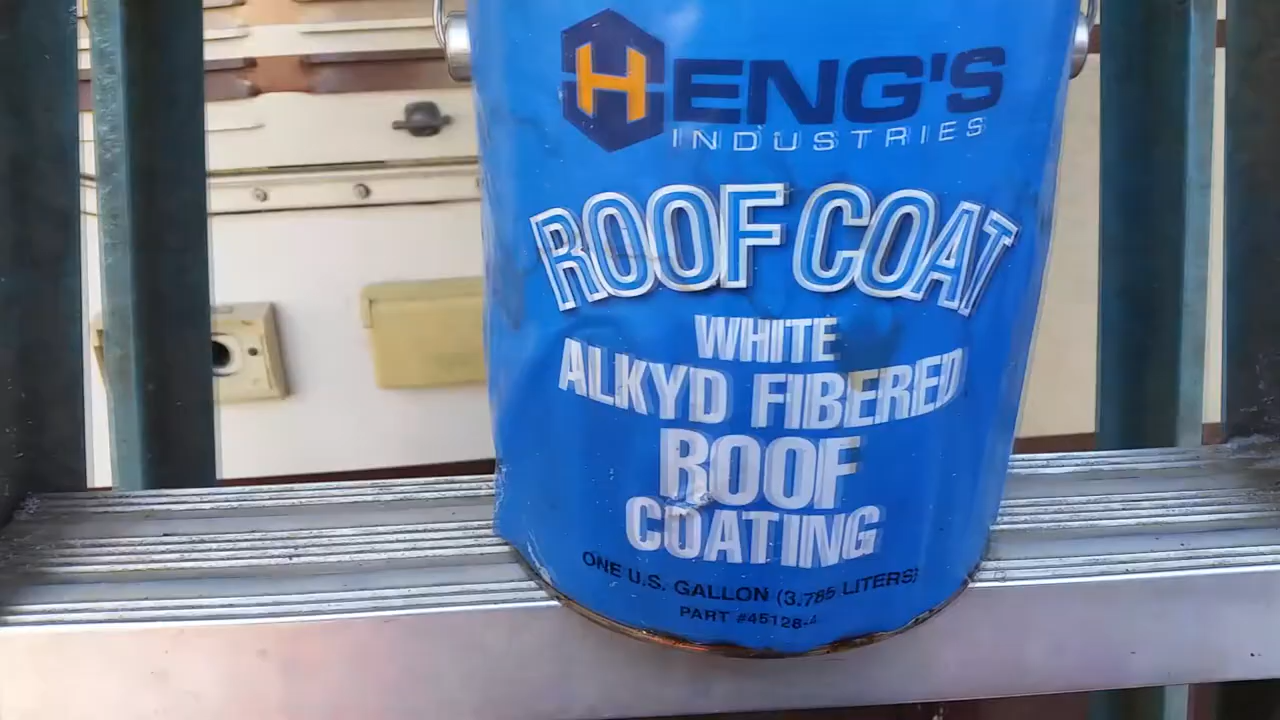 HENG'S
INDUSTRIES
ROOF COAT
WHITE
ALKYD FIBERED
ROOF
COATING
ONE U.S. GALLON (3.785 LITERS)
PART #45128-4